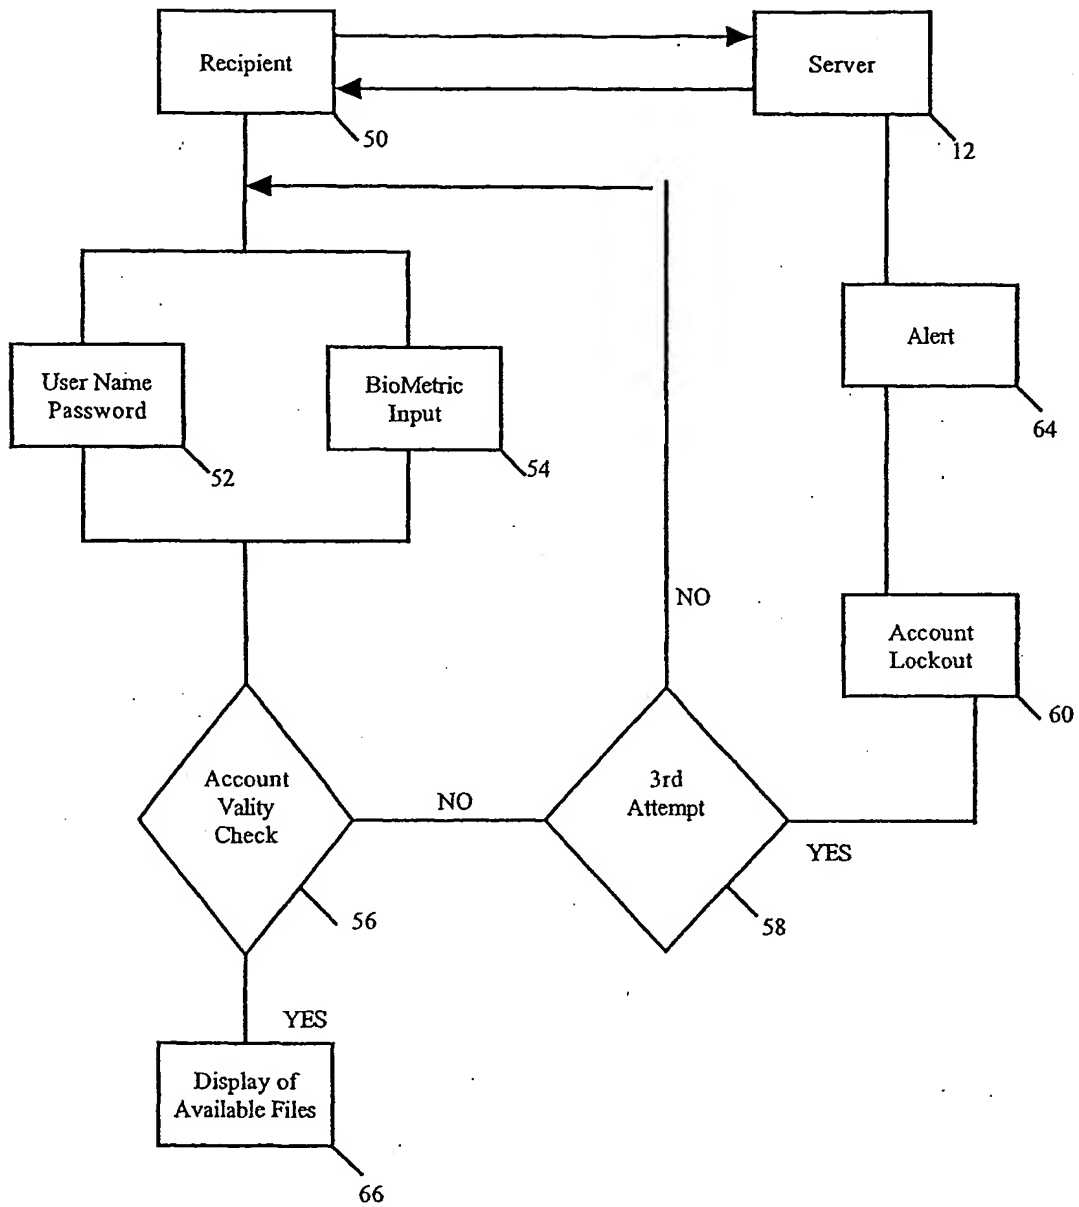 Recipient
Server
50
12
Alert
User Name
Password
BioMetric
Input
64
52
54
NO
Account
Lockout
60
Account
Vality
Check
NO
3rd
Attempt
YES
56
58
YES
Display of
Available Files
66